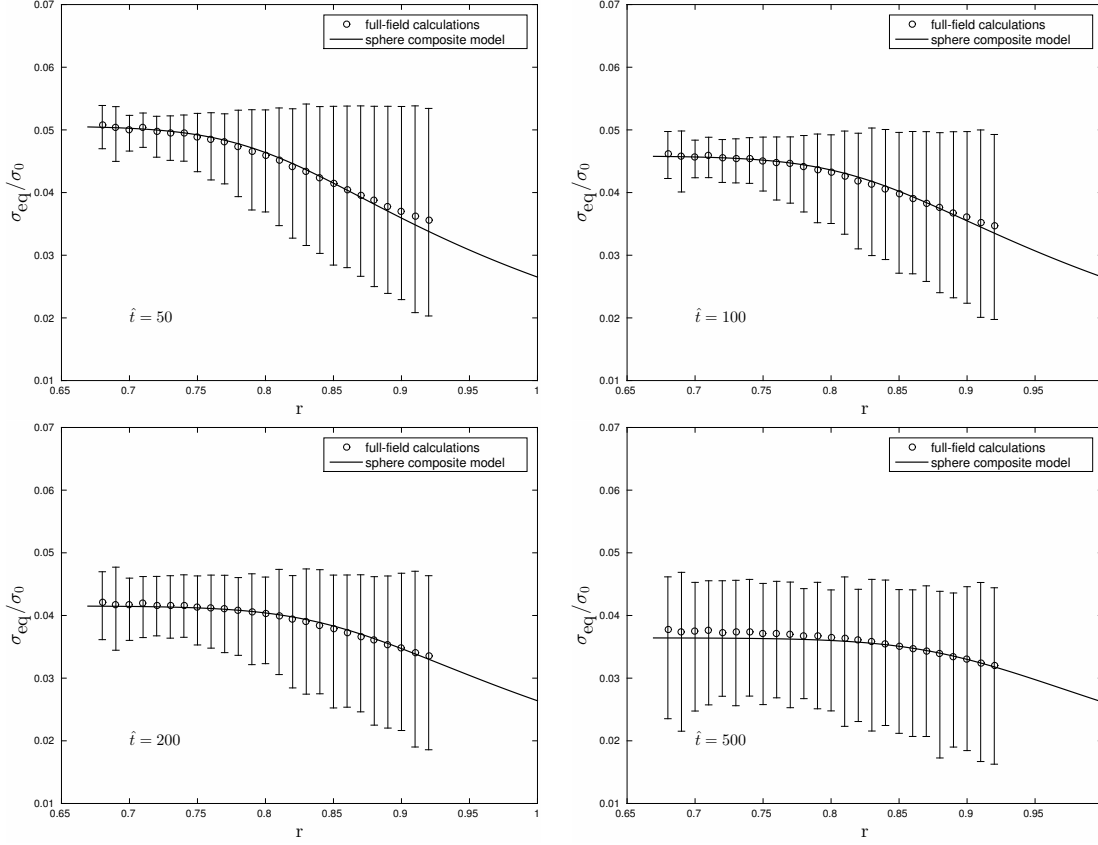 0.07
0.06
0.05
0.04
0.03
0.02
0.01
σeq/σ0
full-field calculations
sphere composite model
t̂ = 50
0.65 0.7 0.75 0.8 0.85 0.9 0.95 1
r
0.07
0.06
0.05
0.04
0.03
0.02
0.01
σeq/σ0
full-field calculations
sphere composite model
t̂ = 100
0.65 0.7 0.75 0.8 0.85 0.9 0.95
r
0.07
0.06
0.05
0.04
0.03
0.02
0.01
σeq/σ0
full-field calculations
sphere composite model
t̂ = 200
0.65 0.7 0.75 0.8 0.85 0.9 0.95 1
r
0.07
0.06
0.05
0.04
0.03
0.02
0.01
σeq/σ0
full-field calculations
sphere composite model
t̂ = 500
0.65 0.7 0.75 0.8 0.85 0.9 0.95
r